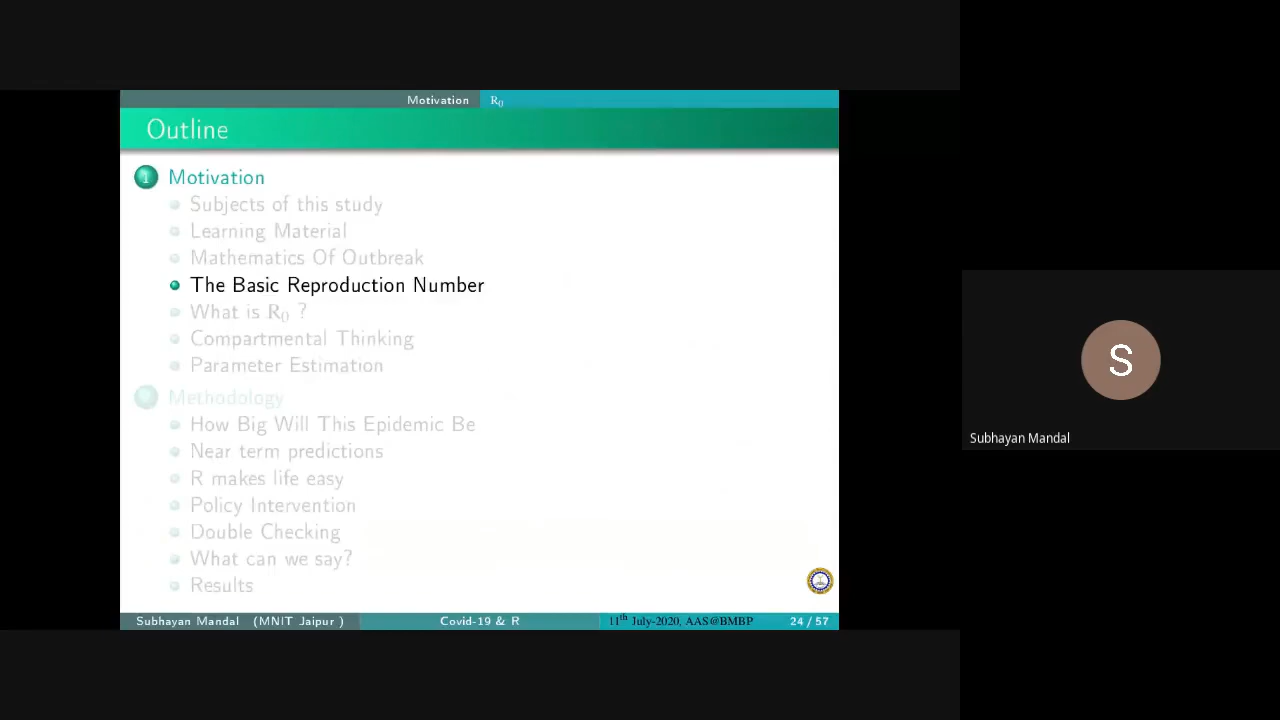 Motivation R₀
Outline
1 Motivation
Subjects of this study
Learning Material
Mathematics Of Outbreak
The Basic Reproduction Number
What is R₀ ?
Compartmental Thinking
Parameter Estimation
Methodology
How Big Will This Epidemic Be
Near term predictions
R makes life easy
Policy Intervention
Double Checking
What can we say?
Results
Subhayan Mandal (MNIT Jaipur ) Covid-19 & R 11th July-2020, AAS@BMBP 24 / 57
S
Subhayan Mandal